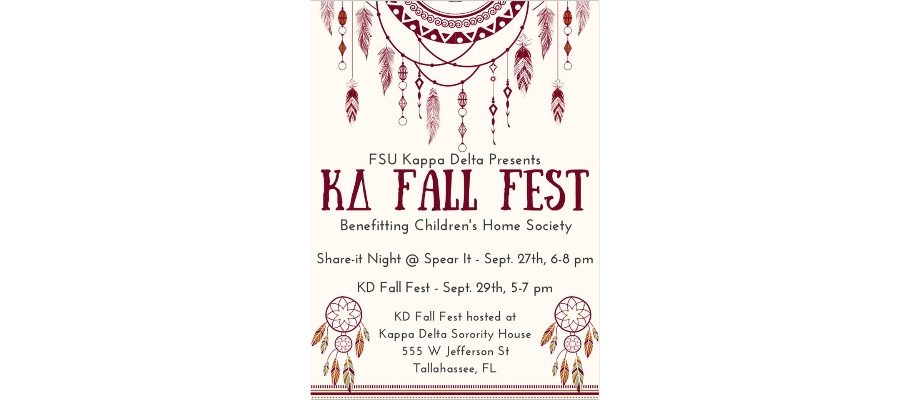 FSU Kappa Delta Presents
KΔ FALL FEST
Benefitting Children's Home Society
Share-it Night @ Spear It - Sept. 27th, 6-8 pm
KD Fall Fest - Sept. 29th, 5-7 pm
KD Fall Fest hosted at
Kappa Delta Sorority House
555 W Jefferson St
Tallahassee, FL